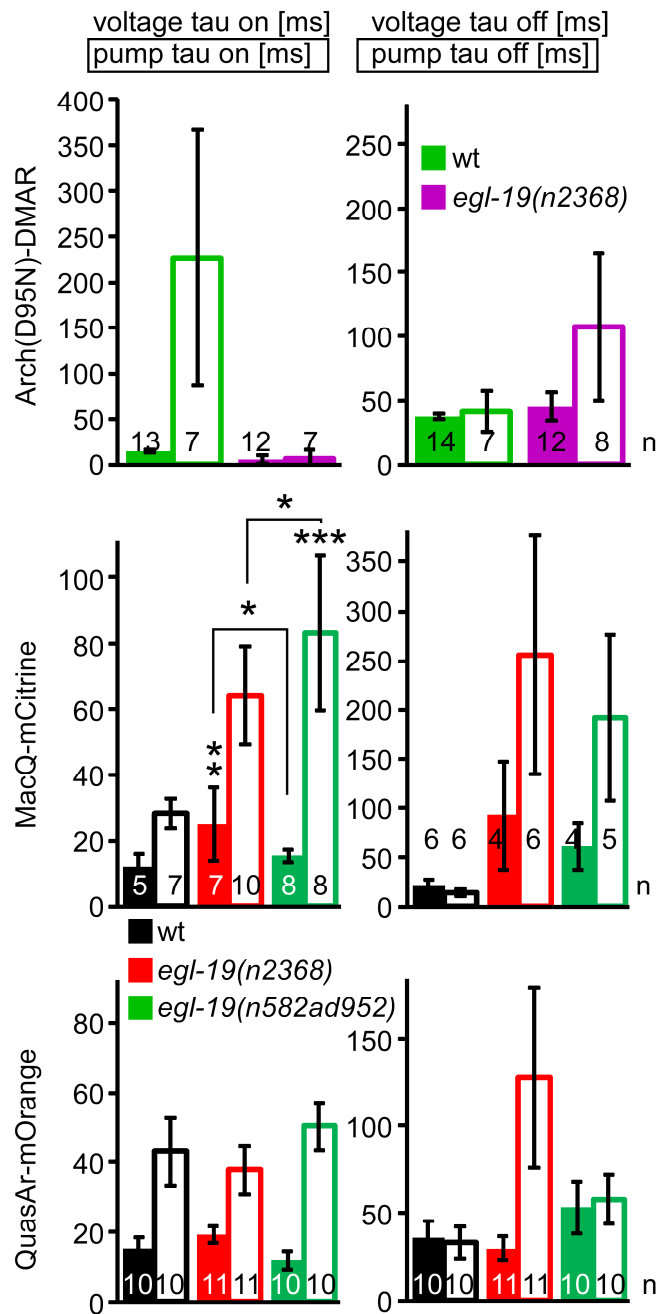 voltage tau on [ms] voltage tau off [ms]
pump tau on [ms] pump tau off [ms]
Arch(D95N)-DMAR
400
350
300
250
200
150
100
50
0
13 7 12 7
250
200
150
100
50
0
wt
egl-19(n2368)
14 7 12 8 n
MacQ-mCitrine
100
80
60
40
20
0
* ***
*
**
5 7 7 10 8 8
350
300
250
200
150
100
50
0
6 6 4 6 4 5 n
wt
egl-19(n2368)
egl-19(n582ad952)
QuasAr-mOrange
80
60
40
20
0
10 10 11 11 10 10
150
100
50
0
10 10 11 11 10 10 n